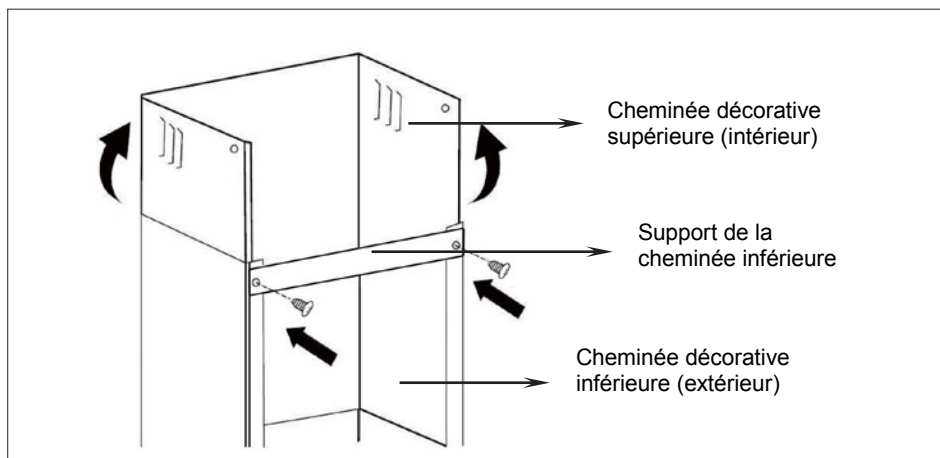 Cheminée décorative
supérieure (intérieur)
Support de la
cheminée inférieure
Cheminée décorative
inférieure (extérieur)